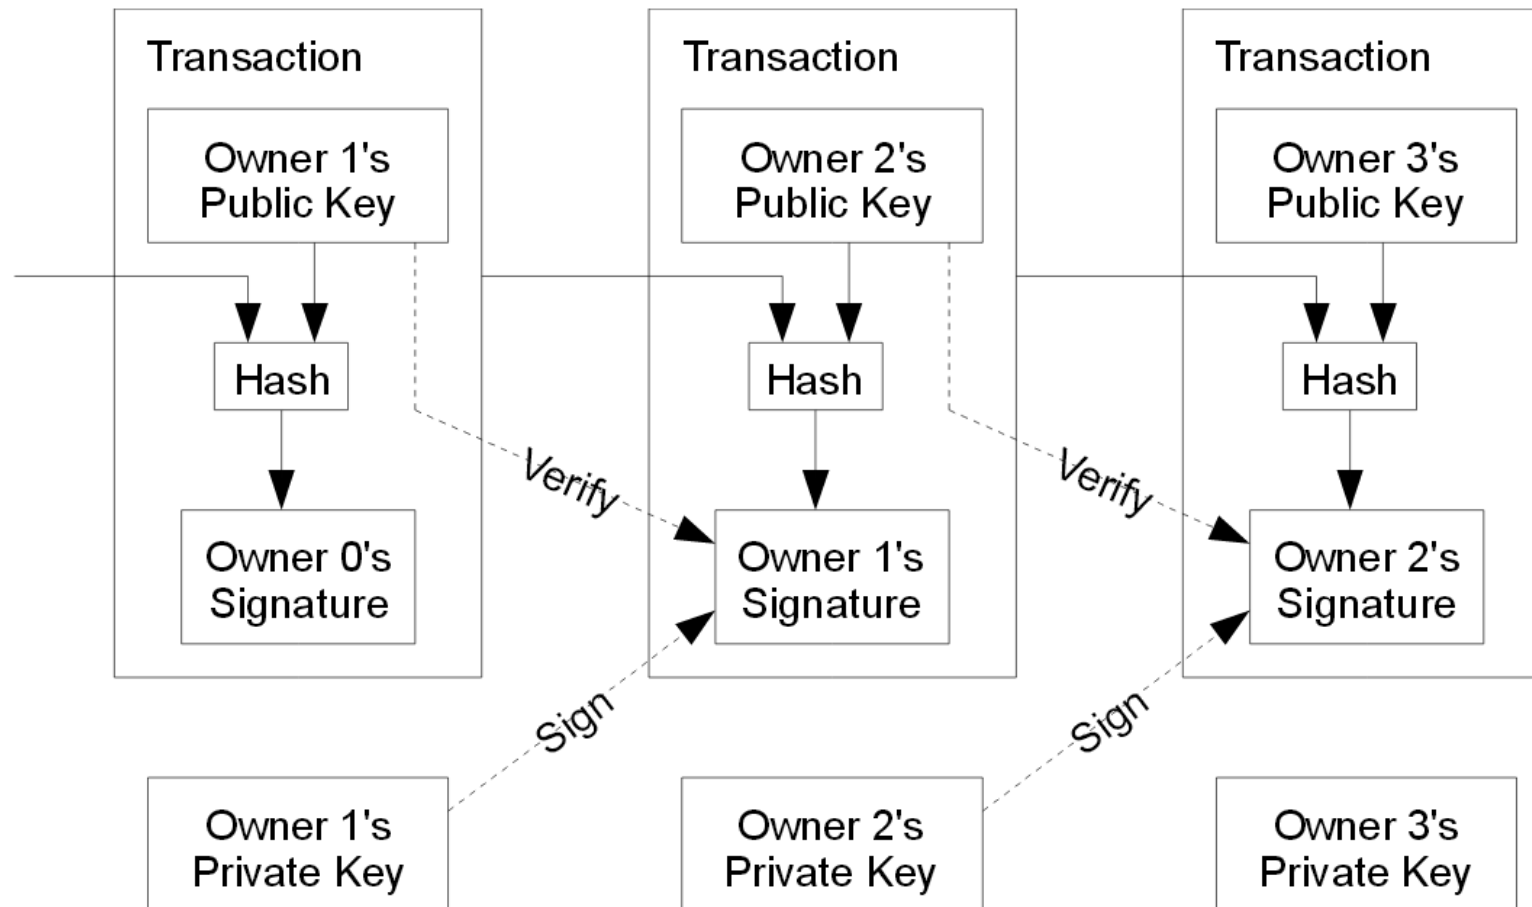 Transaction
Owner 1's
Public Key
Hash
Owner 0's
Signature
Transaction
Owner 2's
Public Key
Hash
Verify
Owner 1's
Signature
Transaction
Owner 3's
Public Key
Hash
Verify
Owner 2's
Signature
Sign
Sign
Owner 1's
Private Key
Owner 2's
Private Key
Owner 3's
Private Key